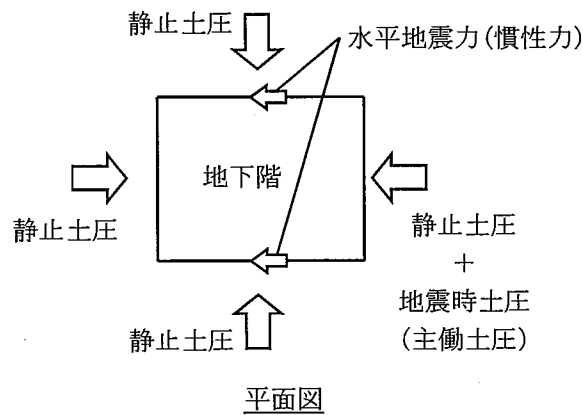 静止土圧
水平地震力(慣性力)
地下階
静止土圧
静止土圧
+
地震時土圧
(主働土圧)
静止土圧
平面図